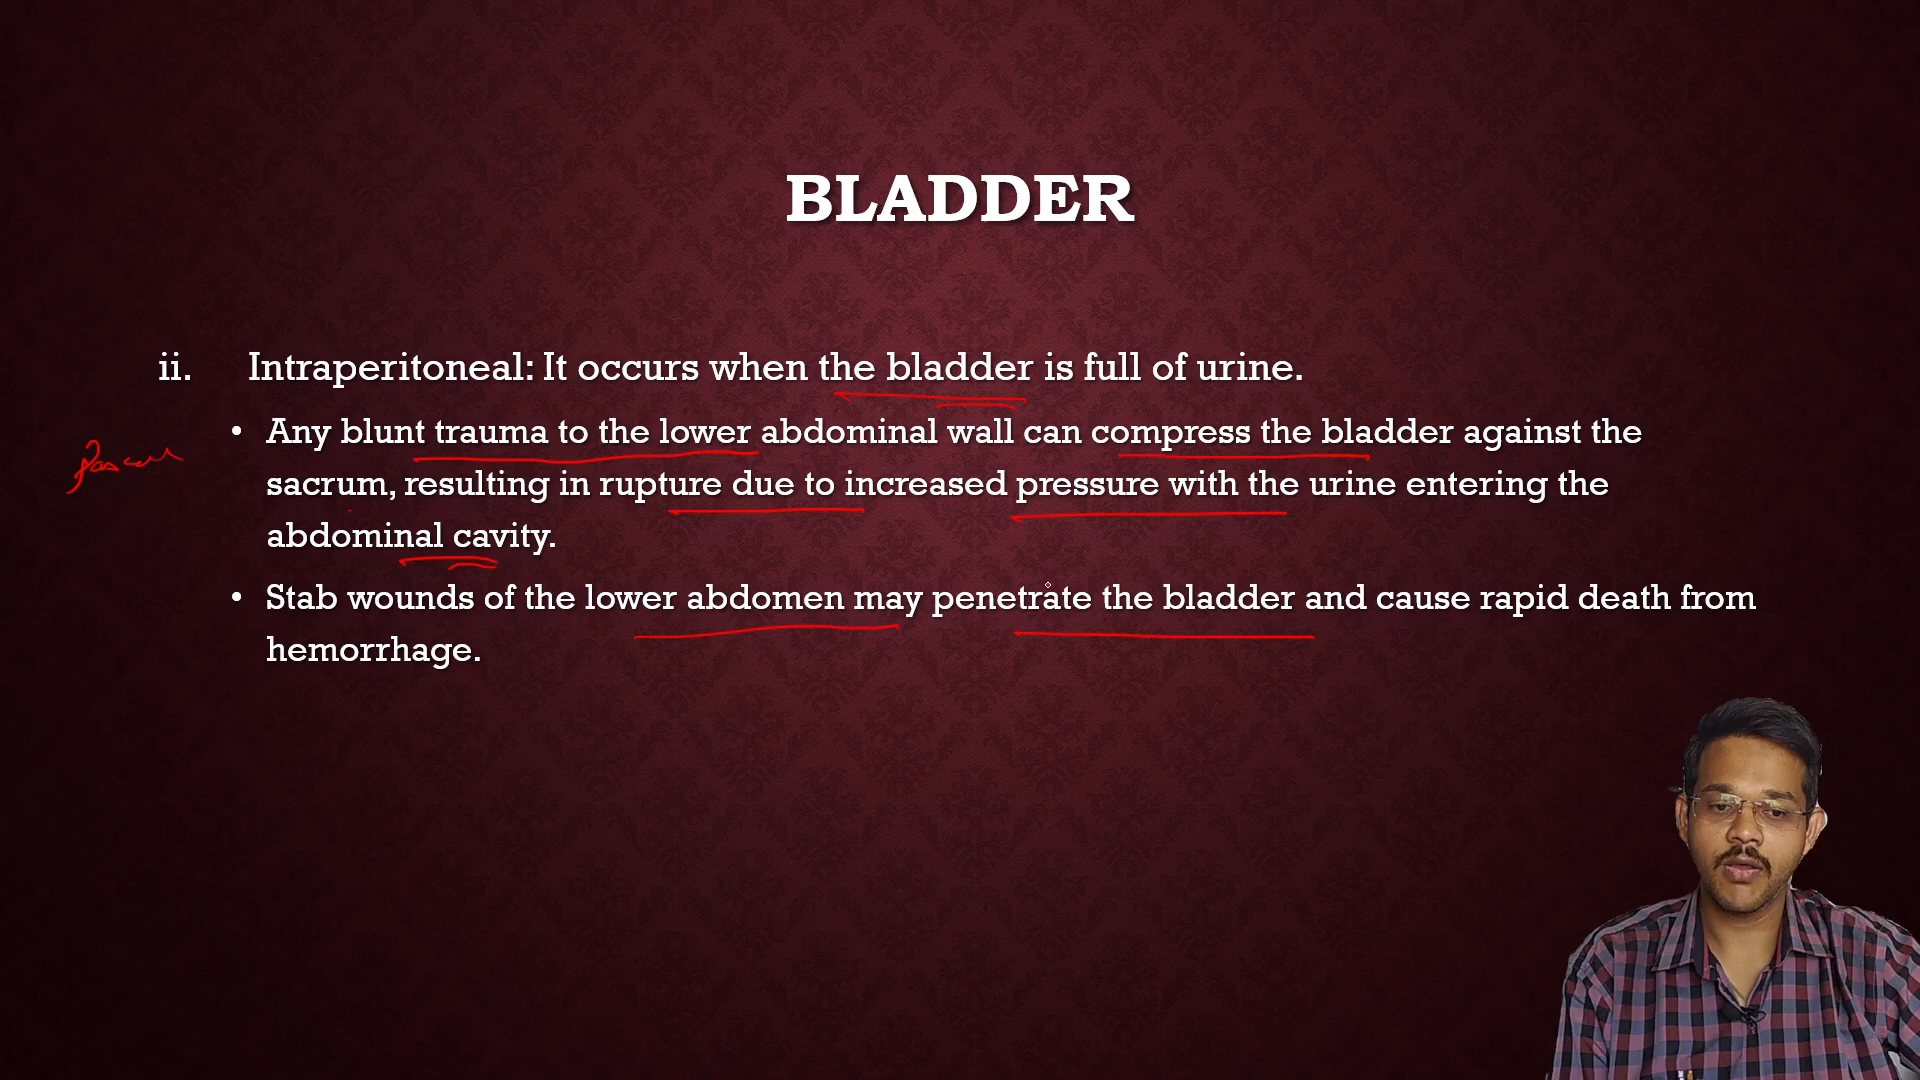 BLADDER
ii. Intraperitoneal: It occurs when the bladder is full of urine.
• Any blunt trauma to the lower abdominal wall can compress the bladder against the
sacrum, resulting in rupture due to increased pressure with the urine entering the
abdominal cavity.
• Stab wounds of the lower abdomen may penetrate the bladder and cause rapid death from
hemorrhage.